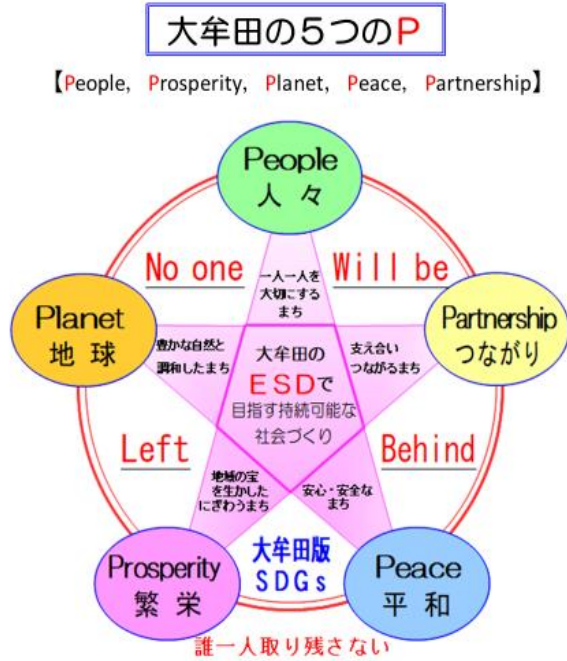 大牟田の５つのP
【People, Prosperity, Planet, Peace, Partnership】
People
人々
No one
Will be
一人一人を
大切にする
まち
Planet
地球
豊かな自然と
調和したまち
大牟田の
ESDで
目指す持続可能な
社会づくり
支え合い
つながるまち
Partnership
つながり
Left
Behind
地域の宝
を生かした
にぎわうまち
安心・安全な
まち
Prosperity
繁栄
大牟田版
SDGs
Peace
平和
誰一人取り残さない